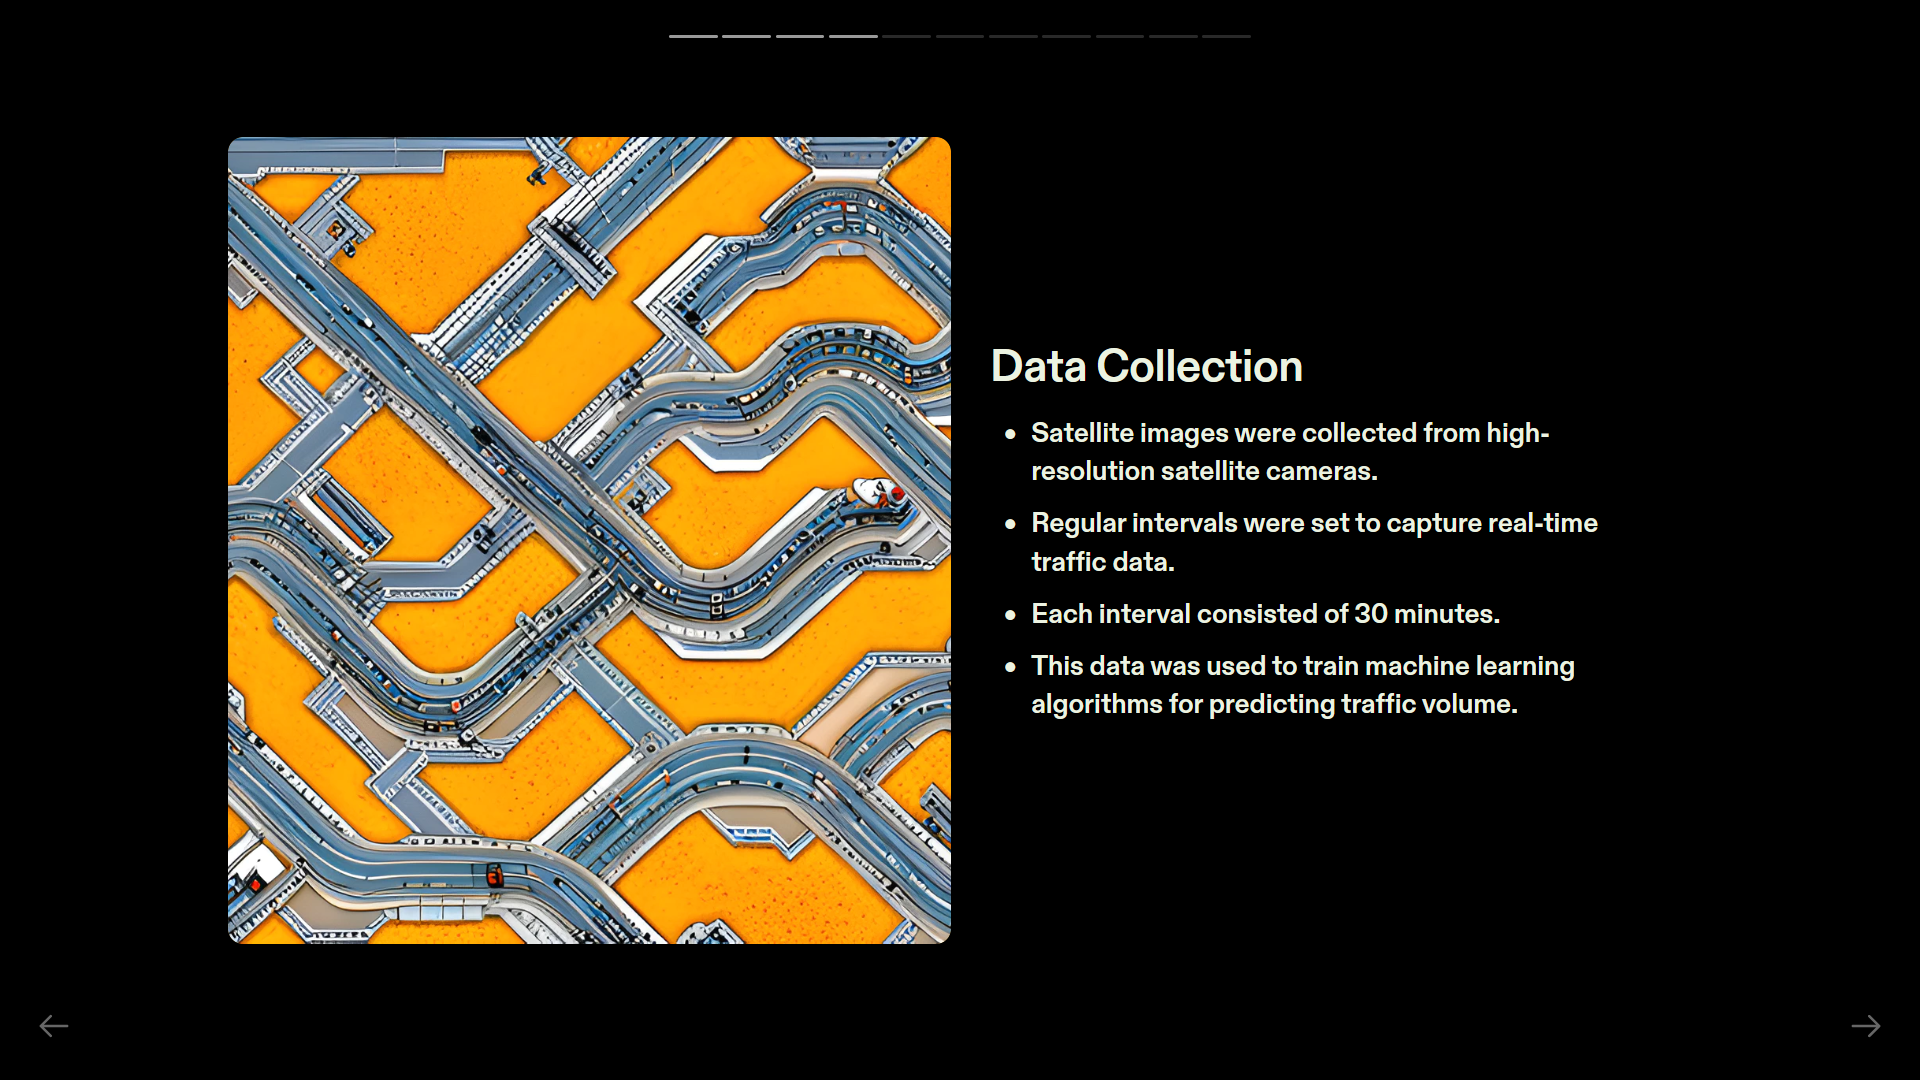 Data Collection
• Satellite images were collected from high-
resolution satellite cameras.
• Regular intervals were set to capture real-time
traffic data.
• Each interval consisted of 30 minutes.
• This data was used to train machine learning
algorithms for predicting traffic volume.